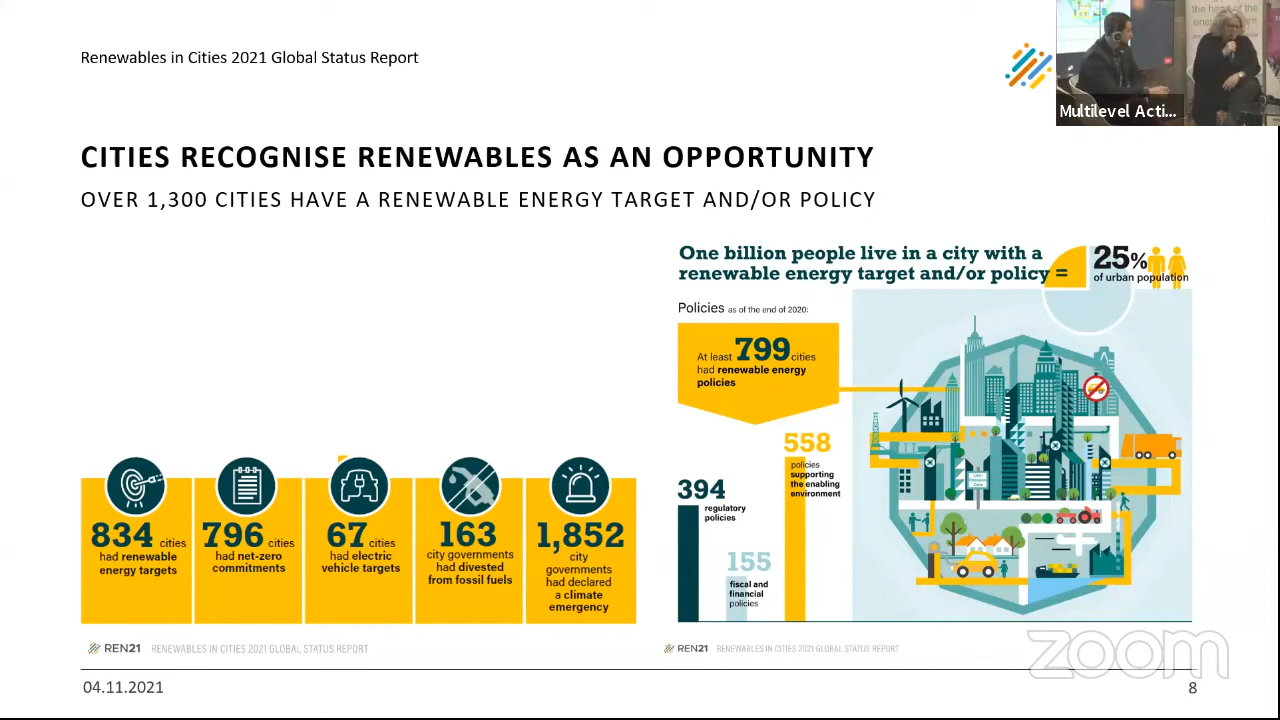 Renewables in Cities 2021 Global Status Report
the heart of the
Multilevel Acti...
CITIES RECOGNISE RENEWABLES AS AN OPPORTUNITY
OVER 1,300 CITIES HAVE A RENEWABLE ENERGY TARGET AND/OR POLICY
One billion people live in a city with a
renewable energy target and/or policy =
25%
of urban population
Policies as of the end of 2020:
At least 799 cities
had renewable energy
policies
558
policies
supporting
the enabling
environment
394
regulatory
policies
155
fiscal and
financial
policies
834 cities
had renewable
energy targets
796 cities
had net-zero
commitments
67 cities
had electric
vehicle targets
163
city governments
had divested
from fossil fuels
1,852
city
governments
had declared
a climate
emergency
REN21 RENEWABLES IN CITIES 2021 GLOBAL STATUS REPORT
REN21 RENEWABLES IN CITIES 2021 GLOBAL STATUS REPORT
zoom
04.11.2021
8